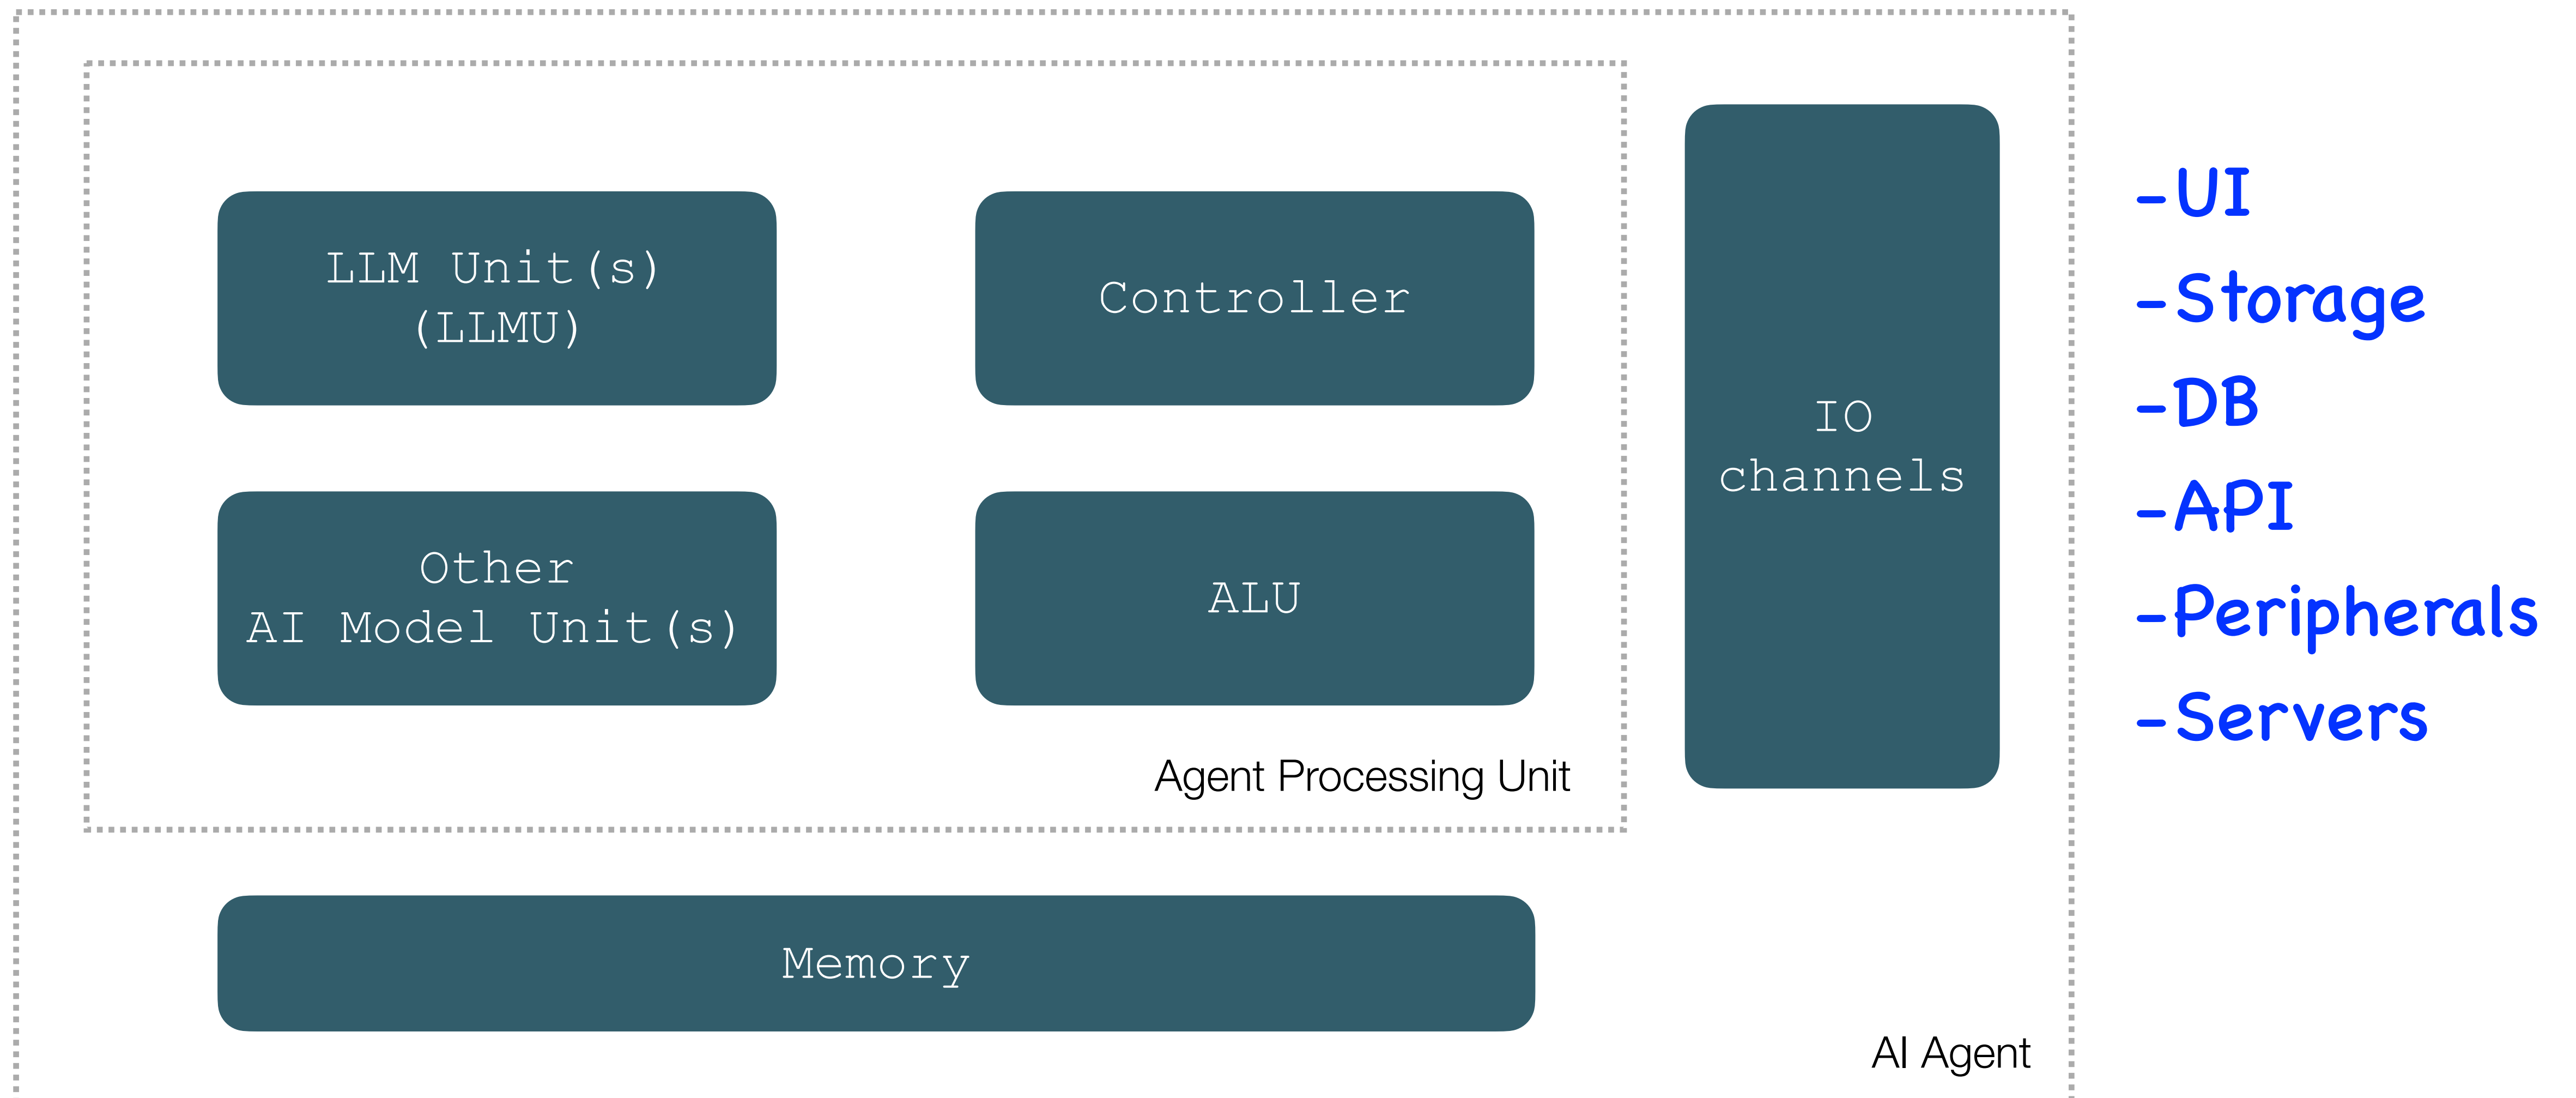 LLM Unit(s)
(LLMU)
Controller
Other
AI Model Unit(s)
ALU
Agent Processing Unit
IO
channels
Memory
AI Agent
-UI
-Storage
-DB
-API
-Peripherals
-Servers